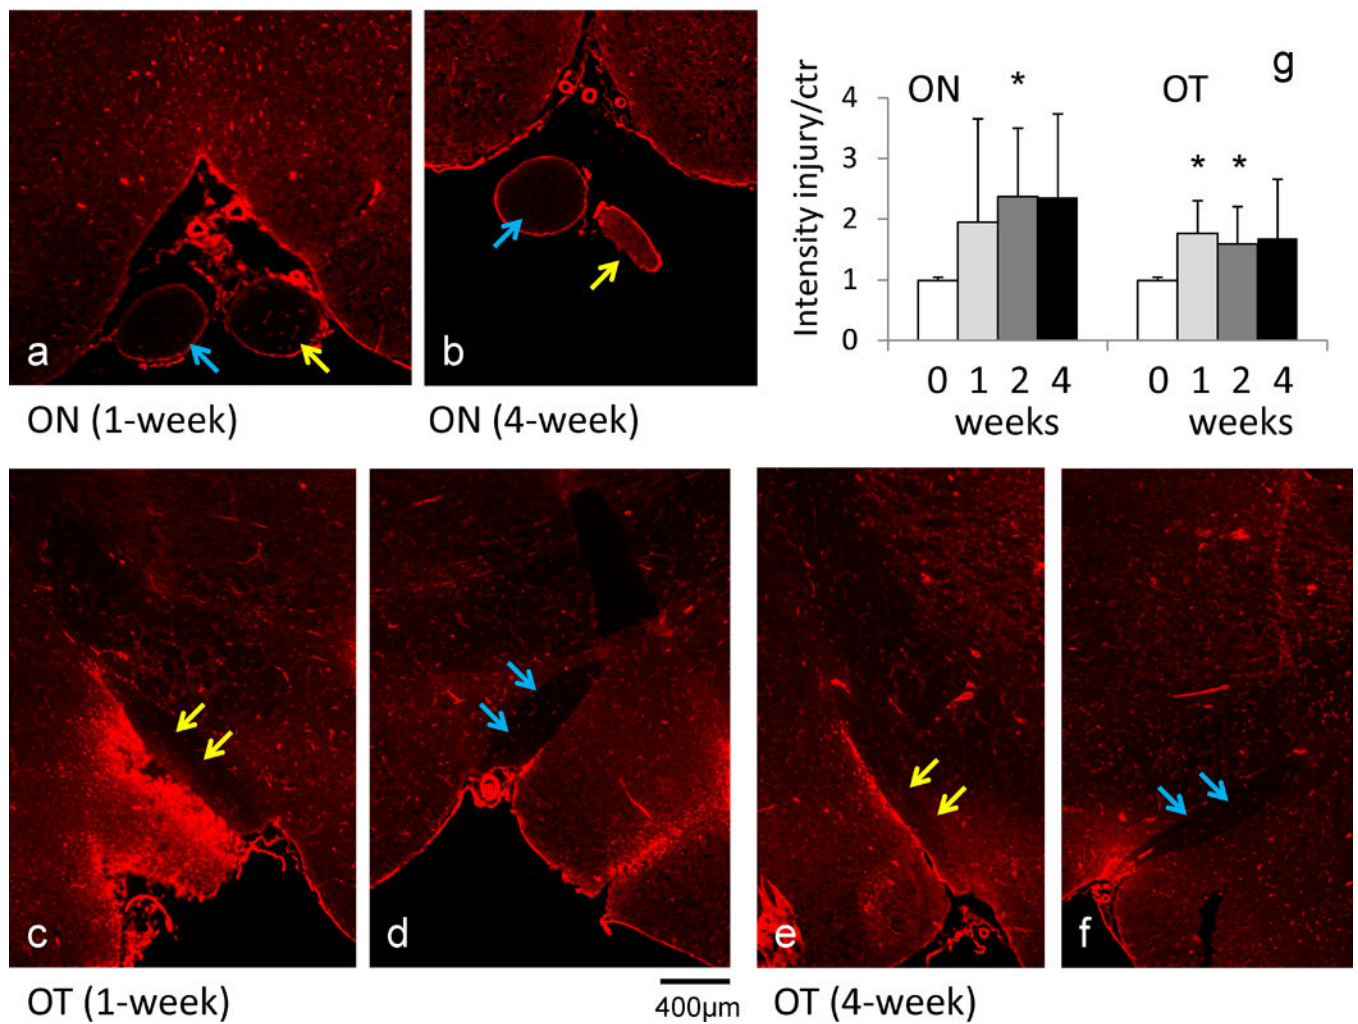 a
ON (1-week)
b
ON (4-week)
g
ON
OT
*
* *
Intensity injury/ctr
4
3
2
1
0
0 1 2 4
weeks
0 1 2 4
weeks
c
d
OT (1-week)
400µm
e
f
OT (4-week)